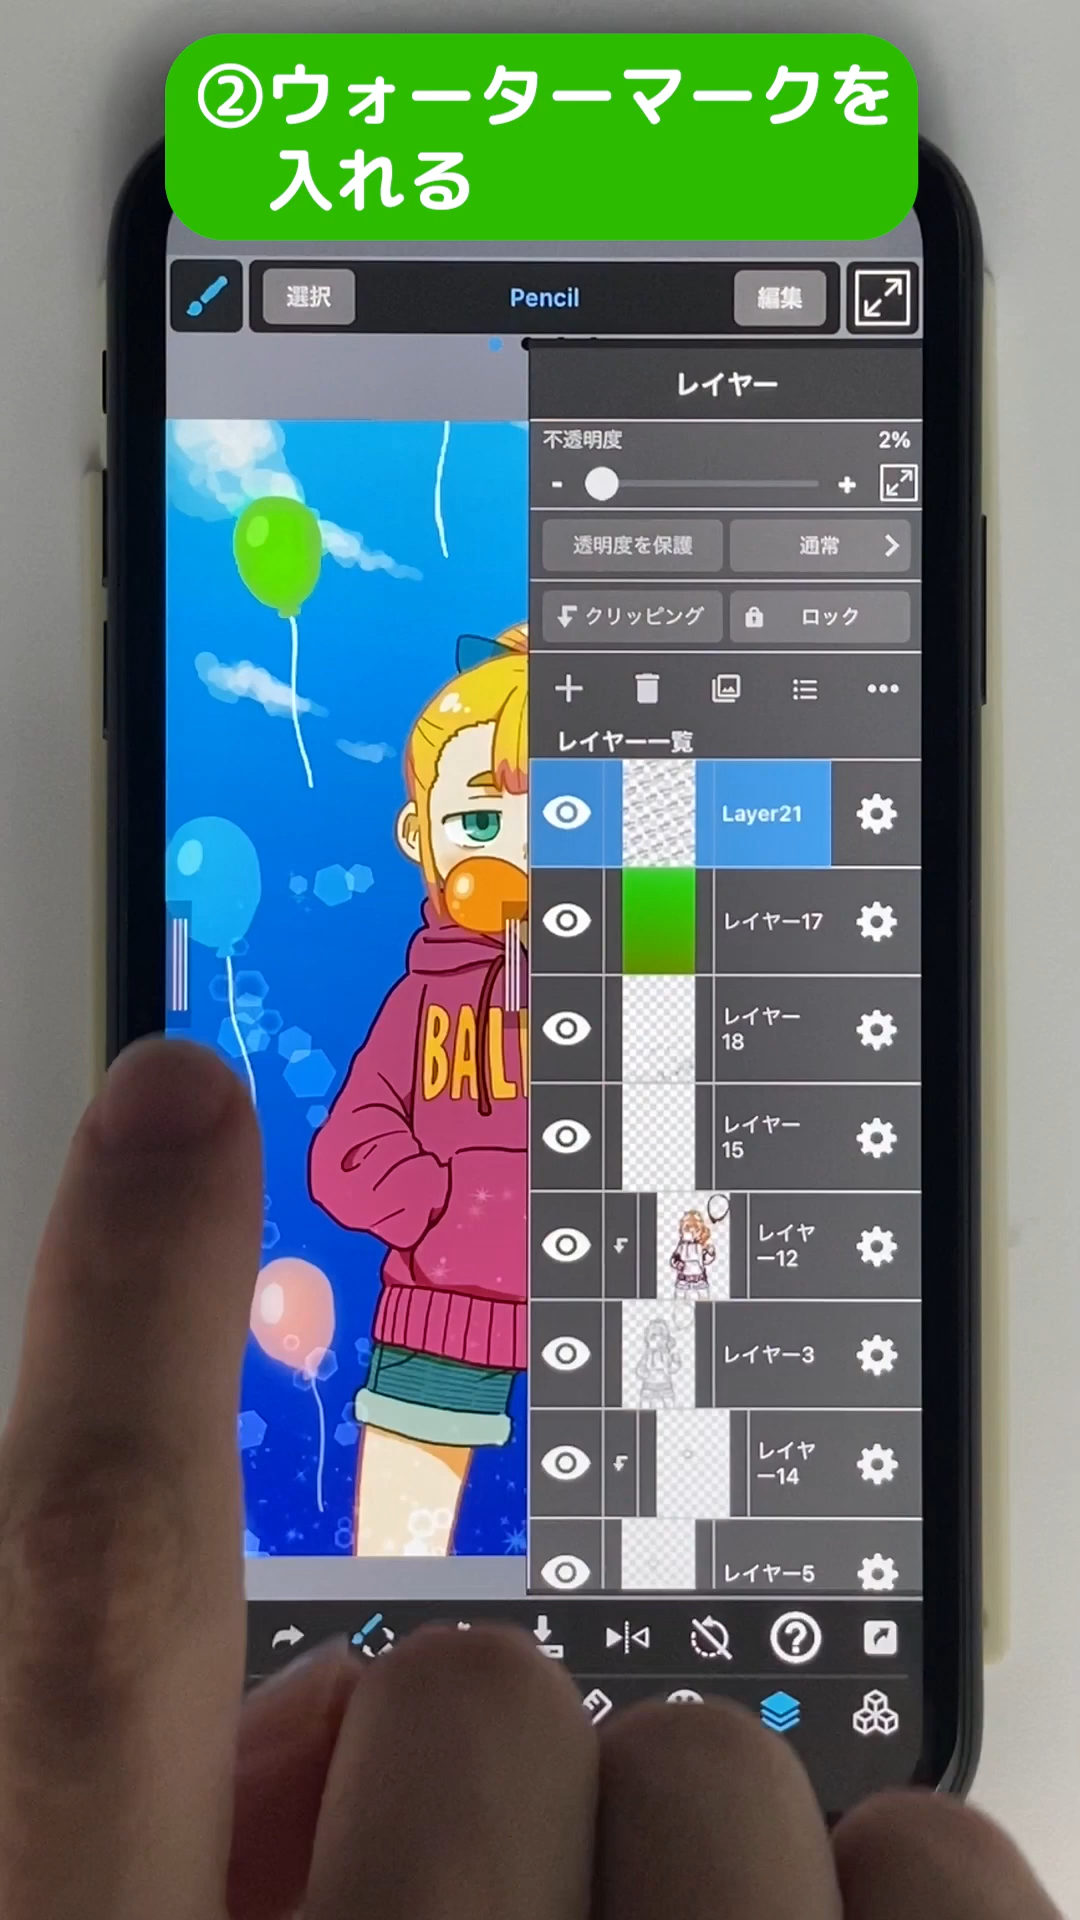 ②ウォーターマークを
入れる
選択
Pencil
編集
レイヤー
不透明度
2%
-
+
透明度を保護
通常
クリッピング
ロック
レイヤー一覧
Layer21
レイヤー17
レイヤー
18
レイヤー
15
レイヤ
ー12
レイヤー3
レイヤ
ー14
レイヤー5
BAL